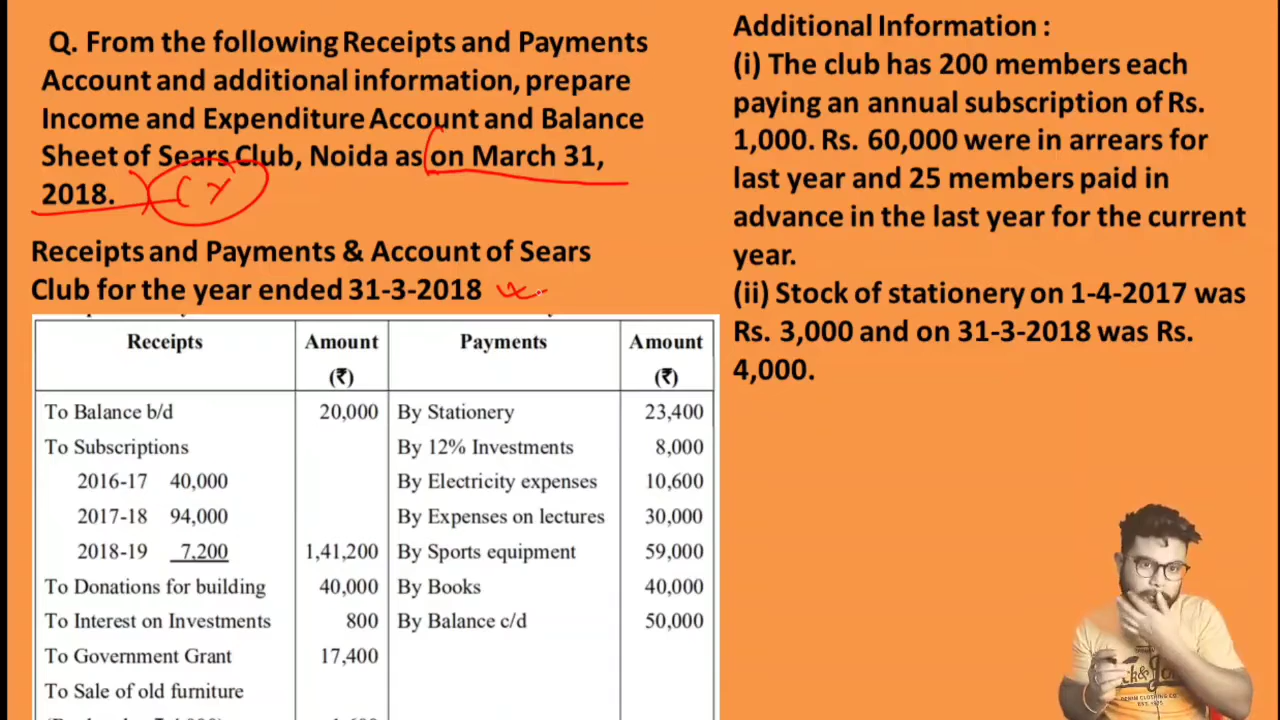 Q. From the following Receipts and Payments
Account and additional information, prepare
Income and Expenditure Account and Balance
Sheet of Sears Club, Noida as on March 31,
2018.
Receipts and Payments & Account of Sears
Club for the year ended 31-3-2018
Receipts Amount (₹) Payments Amount (₹)
To Balance b/d 20,000 By Stationery 23,400
To Subscriptions By 12% Investments 8,000
2016-17 40,000 By Electricity expenses 10,600
2017-18 94,000 By Expenses on lectures 30,000
2018-19 7,200 1,41,200 By Sports equipment 59,000
To Donations for building 40,000 By Books 40,000
To Interest on Investments 800 By Balance c/d 50,000
To Government Grant 17,400
To Sale of old furniture
Additional Information :
(i) The club has 200 members each
paying an annual subscription of Rs.
1,000. Rs. 60,000 were in arrears for
last year and 25 members paid in
advance in the last year for the current
year.
(ii) Stock of stationery on 1-4-2017 was
Rs. 3,000 and on 31-3-2018 was Rs.
4,000.